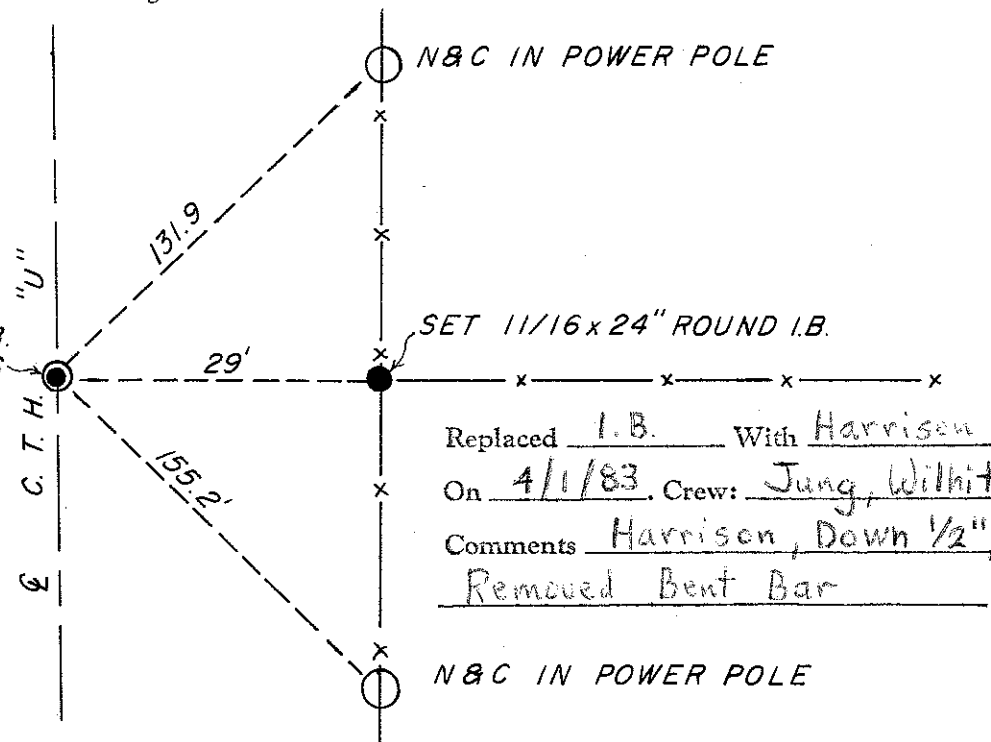 N&C IN POWER POLE
131.9
"U"
SET 11/16 x 24" ROUND I.B.
29'
C. T. H.
℄
155.2'
Replaced I.B. With Harrison
On 4/1/83. Crew: Jung, Wilhit
Comments Harrison, Down 1/2",
Removed Bent Bar
N&C IN POWER POLE